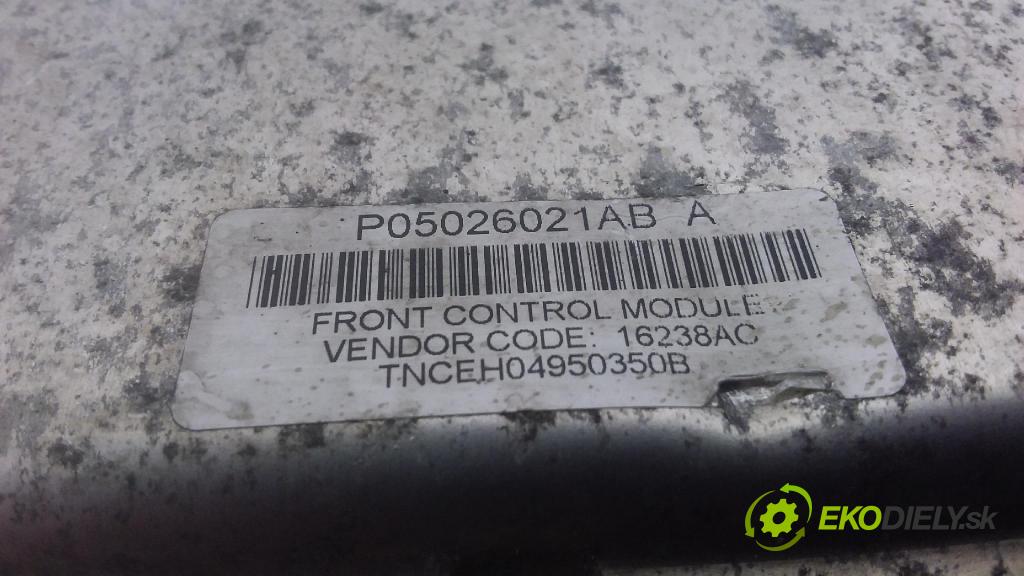 P05026021AB A
FRONT CONTROL MODULE
VENDOR CODE: 16238AC
TNCEH04950350B
EKODIELY.sk